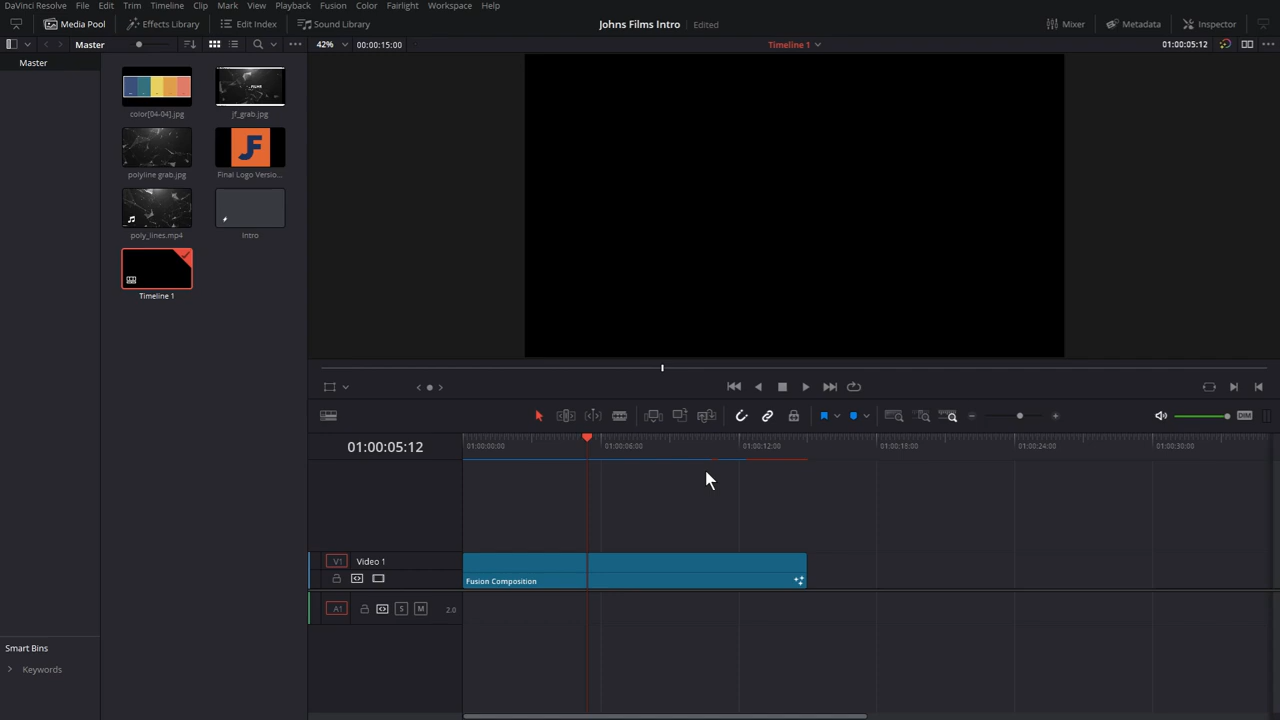 DaVinci Resolve File Edit Trim Timeline Clip Mark View Playback Fusion Color Fairlight Workspace Help
Media Pool Effects Library Edit Index Sound Library Johns Films Intro Edited Mixer Metadata Inspector
Master 42% 00:00:15:00 Timeline 1 01:00:05:12
Master
color[04-04].jpg jf_grab.jpg
polyline grab.jpg Final Logo Versio...
poly_lines.mp4 Intro
Timeline 1
DIM
01:00:05:12 01:00:00:00 01:00:06:00 01:00:12:00 01:00:18:00 01:00:24:00 01:00:30:00
V1 Video 1
Fusion Composition
A1 S M 2.0
Smart Bins
Keywords